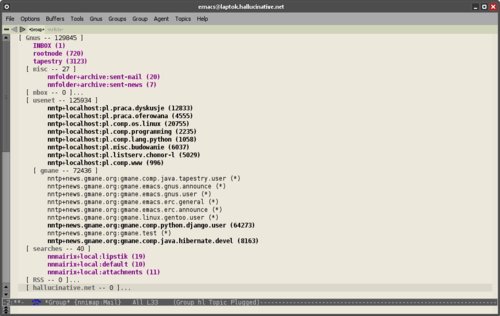 emacs@laptok.hallucinative.net
File Options Buffers Tools Gnus Groups Group Agent Topics Help
*Group*
[ Gnus -- 129845 ]
INBOX (1)
rootnode (720)
tapestry (3123)
[ misc -- 27 ]
nnfolder+archive:sent-mail (20)
nnfolder+archive:sent-news (7)
[ nbox -- 0 ]...
[ usenet -- 125934 ]
nntp+localhost:pl.praca.dyskusje (12833)
nntp+localhost:pl.praca.oferowana (4555)
nntp+localhost:pl.comp.os.linux (20755)
nntp+localhost:pl.comp.programming (2235)
nntp+localhost:pl.comp.lang.python (1058)
nntp+localhost:pl.misc.budowanie (6037)
nntp+localhost:pl.listserv.chomor-l (5029)
nntp+localhost:pl.comp.www (996)
[ gmane -- 72436 ]
nntp+news.gmane.org:gmane.comp.java.tapestry.user (*)
nntp+news.gmane.org:gmane.emacs.gnus.announce (*)
nntp+news.gmane.org:gmane.emacs.gnus.user (*)
nntp+news.gmane.org:gmane.emacs.erc.general (*)
nntp+news.gmane.org:gmane.emacs.erc.announce (*)
nntp+news.gmane.org:gmane.linux.gentoo.user (*)
nntp+news.gmane.org:gmane.comp.python.django.user (64273)
nntp+news.gmane.org:gmane.test (*)
nntp+news.gmane.org:gmane.comp.java.hibernate.devel (8163)
[ searches -- 40 ]
nnmairix+local:lipstik (19)
nnmairix+local:default (10)
nnmairix+local:attachments (11)
[ RSS -- 0 ]...
[ hallucinative.net -- 0 ]...
*Group* {nnimap:Mail} All L33 (Group hl Topic Plugged)